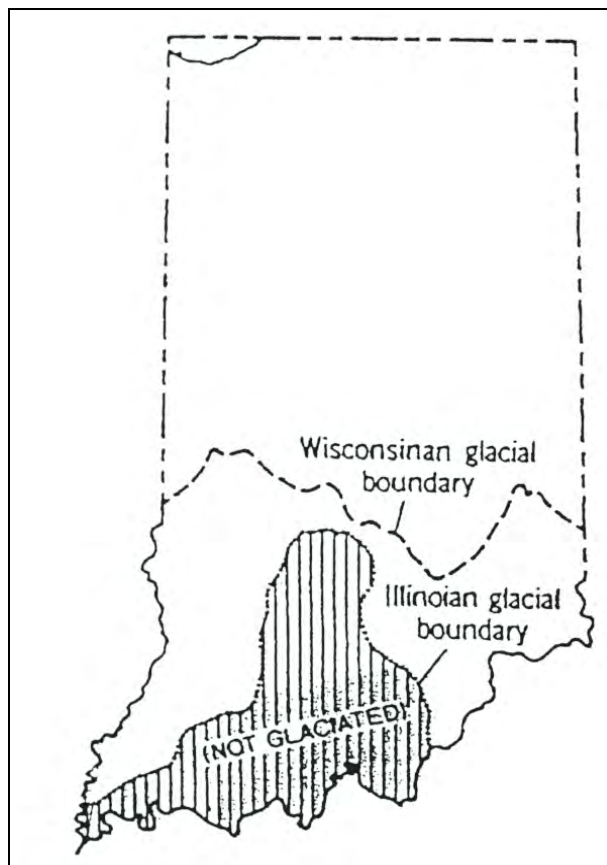 Wisconsinan glacial
boundary
Illinoian glacial
boundary
(NOT GLACIATED)